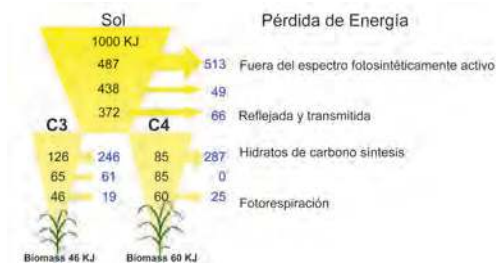 Sol
Pérdida de Energía
1000 KJ
487
513
Fuera del espectro fotosintéticamente activo
438
49
372
66
Reflejada y transmitida
C3
C4
126
246
85
287
Hidratos de carbono síntesis
65
61
85
0
46
19
60
25
Fotorespiración
Biomass 46 KJ
Biomass 60 KJ